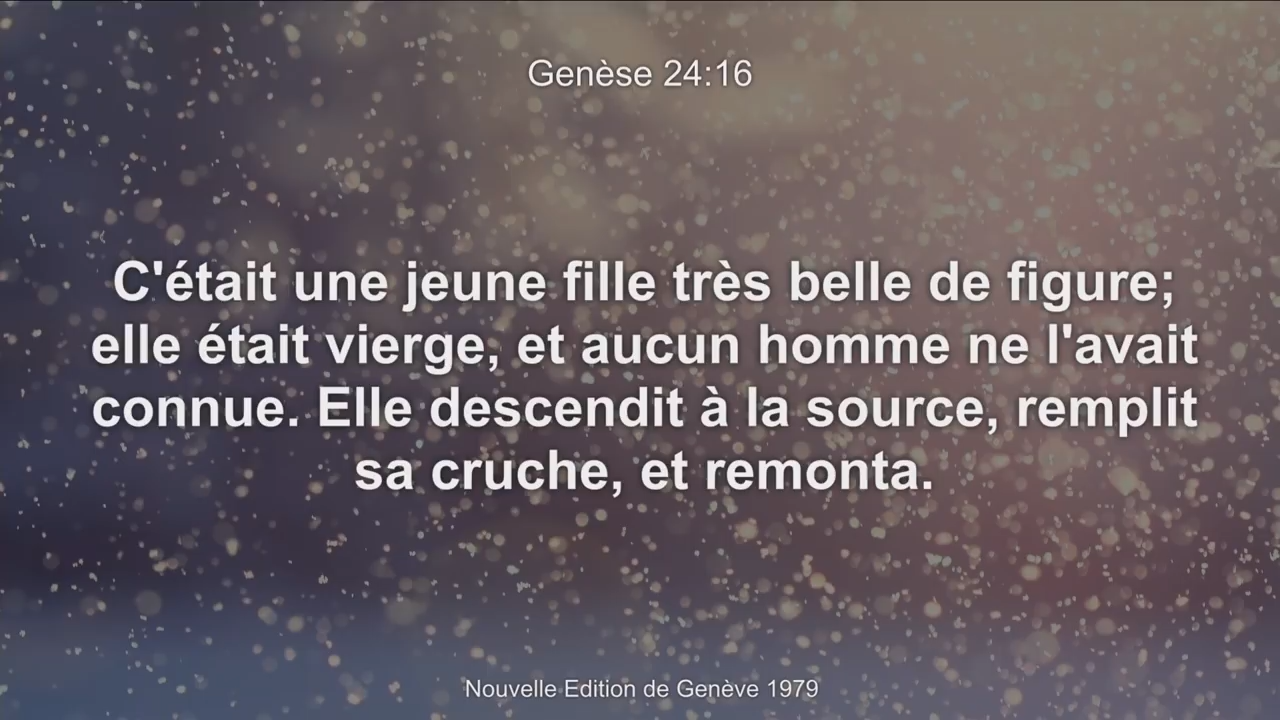 Genèse 24:16
C'était une jeune fille très belle de figure;
elle était vierge, et aucun homme ne l'avait
connue. Elle descendit à la source, remplit
sa cruche, et remonta.
Nouvelle Edition de Genève 1979